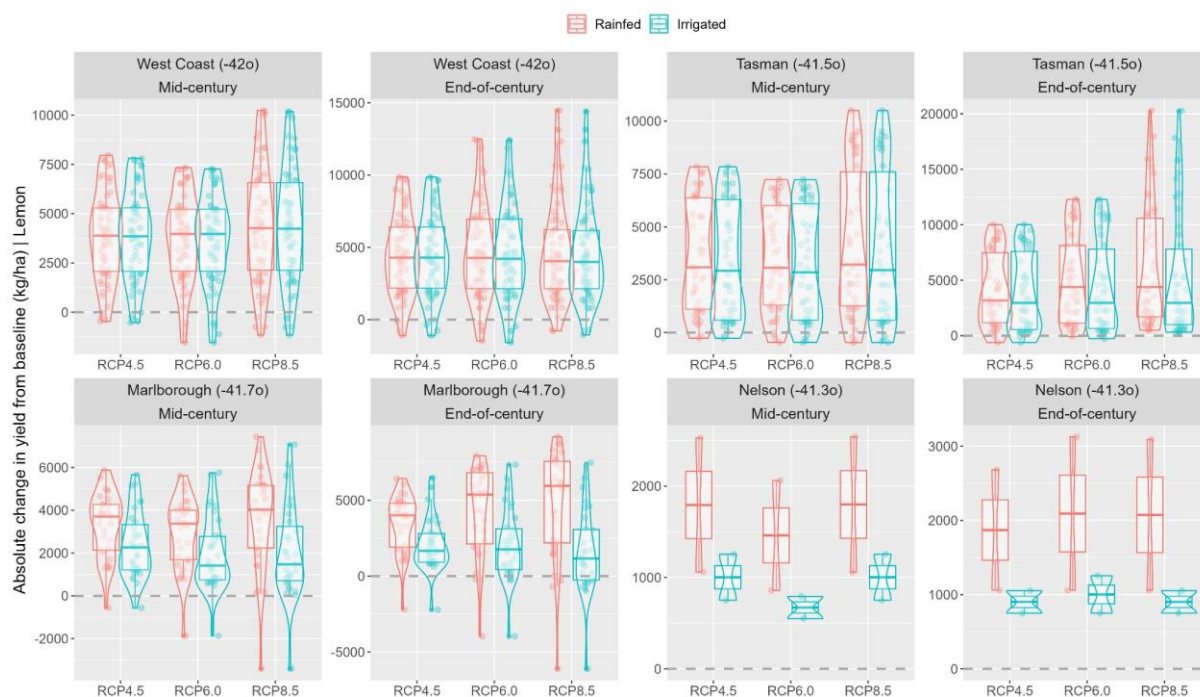 Rainfed Irrigated
Absolute change in yield from baseline (kg/ha) | Lemon
West Coast (-42o)
Mid-century
10000
7500
5000
2500
0
RCP4.5 RCP6.0 RCP8.5
West Coast (-42o)
End-of-century
15000
10000
5000
0
RCP4.5 RCP6.0 RCP8.5
Tasman (-41.5o)
Mid-century
10000
7500
5000
2500
0
RCP4.5 RCP6.0 RCP8.5
Tasman (-41.5o)
End-of-century
20000
15000
10000
5000
0
RCP4.5 RCP6.0 RCP8.5
Marlborough (-41.7o)
Mid-century
6000
4000
2000
0
-2000
RCP4.5 RCP6.0 RCP8.5
Marlborough (-41.7o)
End-of-century
5000
0
-5000
RCP4.5 RCP6.0 RCP8.5
Nelson (-41.3o)
Mid-century
2000
1000
0
RCP4.5 RCP6.0 RCP8.5
Nelson (-41.3o)
End-of-century
3000
2000
1000
0
RCP4.5 RCP6.0 RCP8.5